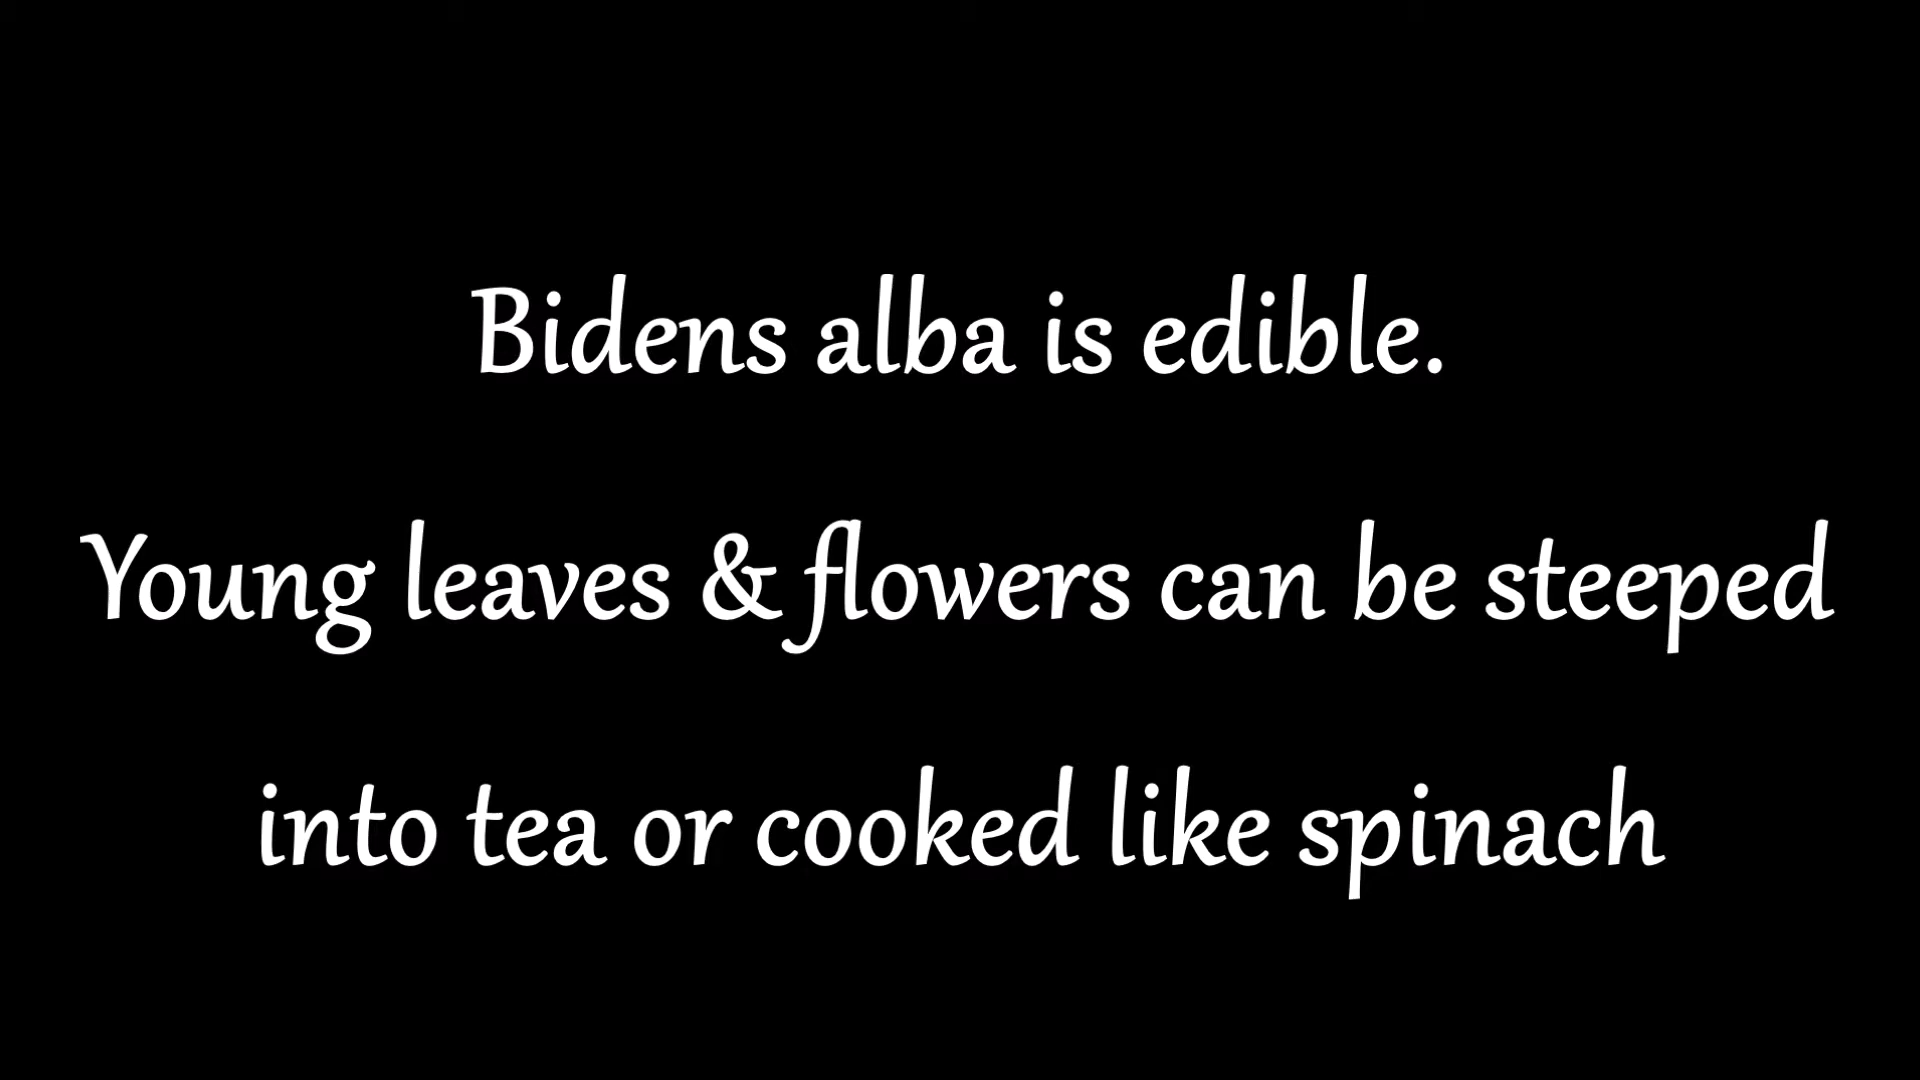 Bidens alba is edible.
Young leaves & flowers can be steeped
into tea or cooked like spinach